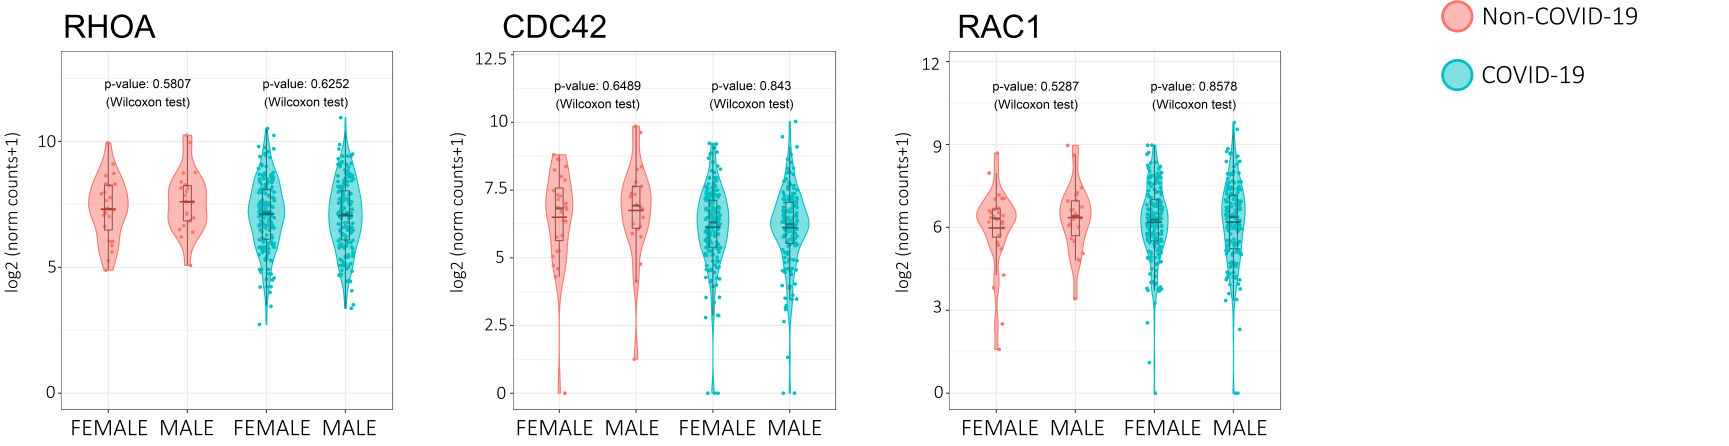 RHOA
p-value: 0.5807
(Wilcoxon test)
p-value: 0.6252
(Wilcoxon test)
log2 (norm counts+1)
10
5
0
FEMALE MALE FEMALE MALE
CDC42
p-value: 0.6489
(Wilcoxon test)
p-value: 0.843
(Wilcoxon test)
log2 (norm counts+1)
12.5
10
7.5
5
2.5
0
FEMALE MALE FEMALE MALE
RAC1
p-value: 0.5287
(Wilcoxon test)
p-value: 0.8578
(Wilcoxon test)
log2 (norm counts+1)
12
9
6
3
0
FEMALE MALE FEMALE MALE
Non-COVID-19
COVID-19